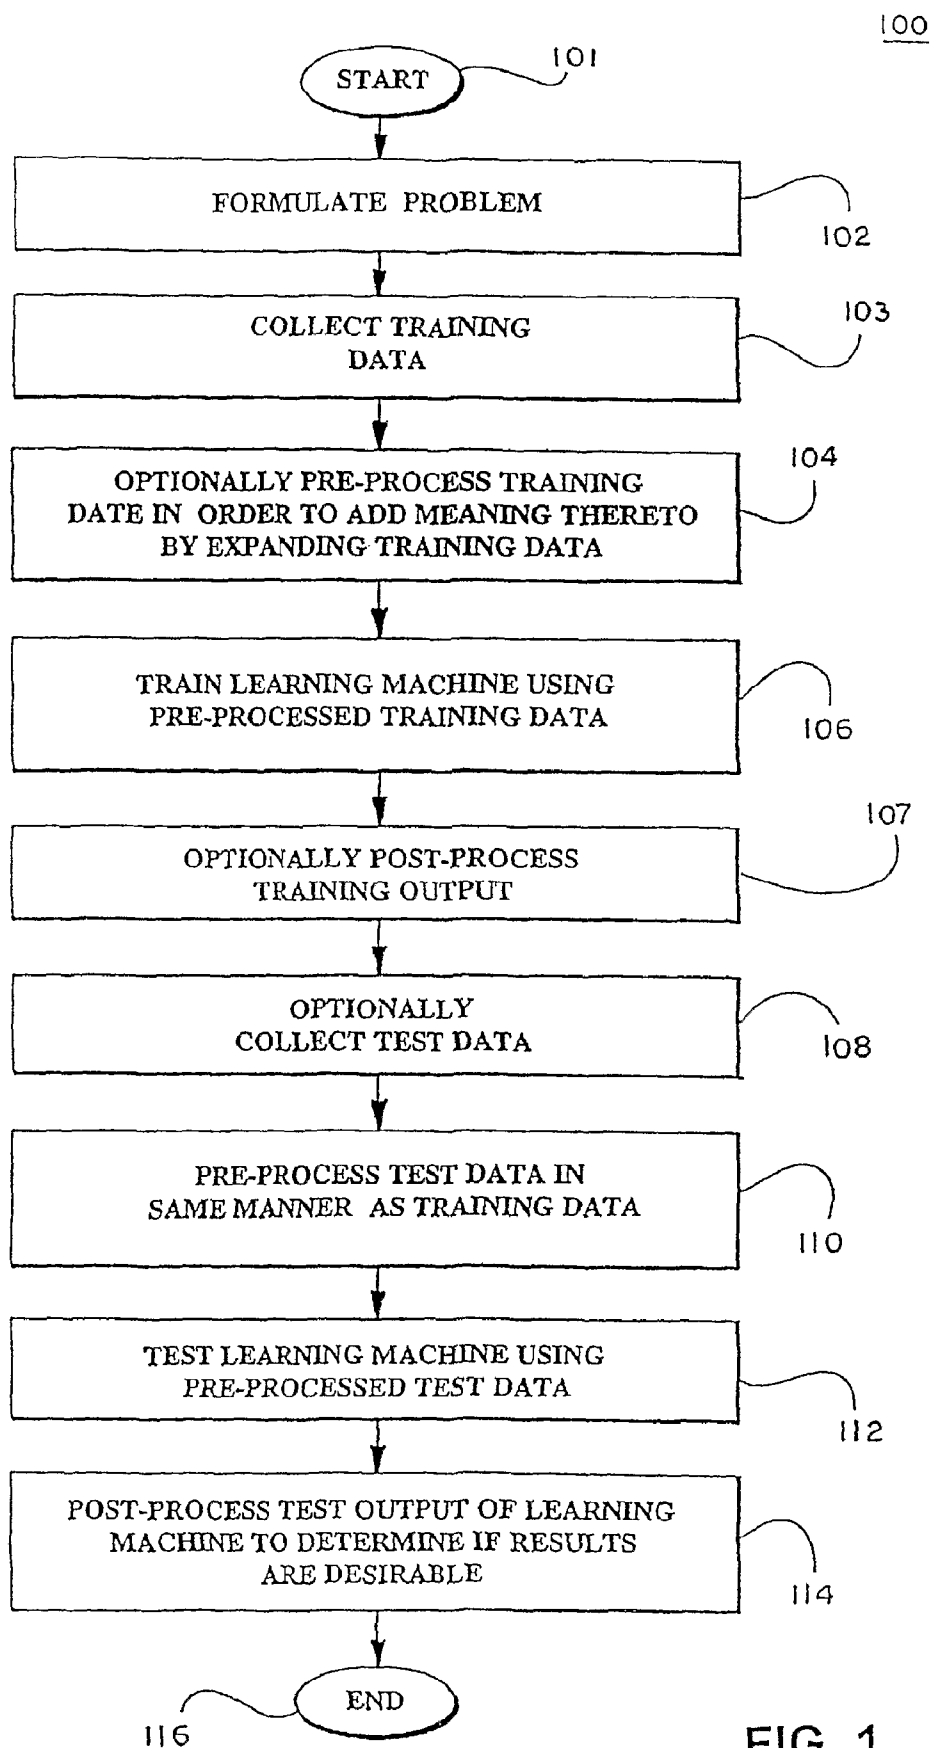 100
START
101
FORMULATE PROBLEM
102
COLLECT TRAINING
DATA
103
OPTIONALLY PRE-PROCESS TRAINING
DATE IN ORDER TO ADD MEANING THERETO
BY EXPANDING TRAINING DATA
104
TRAIN LEARNING MACHINE USING
PRE-PROCESSED TRAINING DATA
106
OPTIONALLY POST-PROCESS
TRAINING OUTPUT
107
OPTIONALLY
COLLECT TEST DATA
108
PRE-PROCESS TEST DATA IN
SAME MANNER AS TRAINING DATA
110
TEST LEARNING MACHINE USING
PRE-PROCESSED TEST DATA
112
POST-PROCESS TEST OUTPUT OF LEARNING
MACHINE TO DETERMINE IF RESULTS
ARE DESIRABLE
114
END
116
FIG. 1